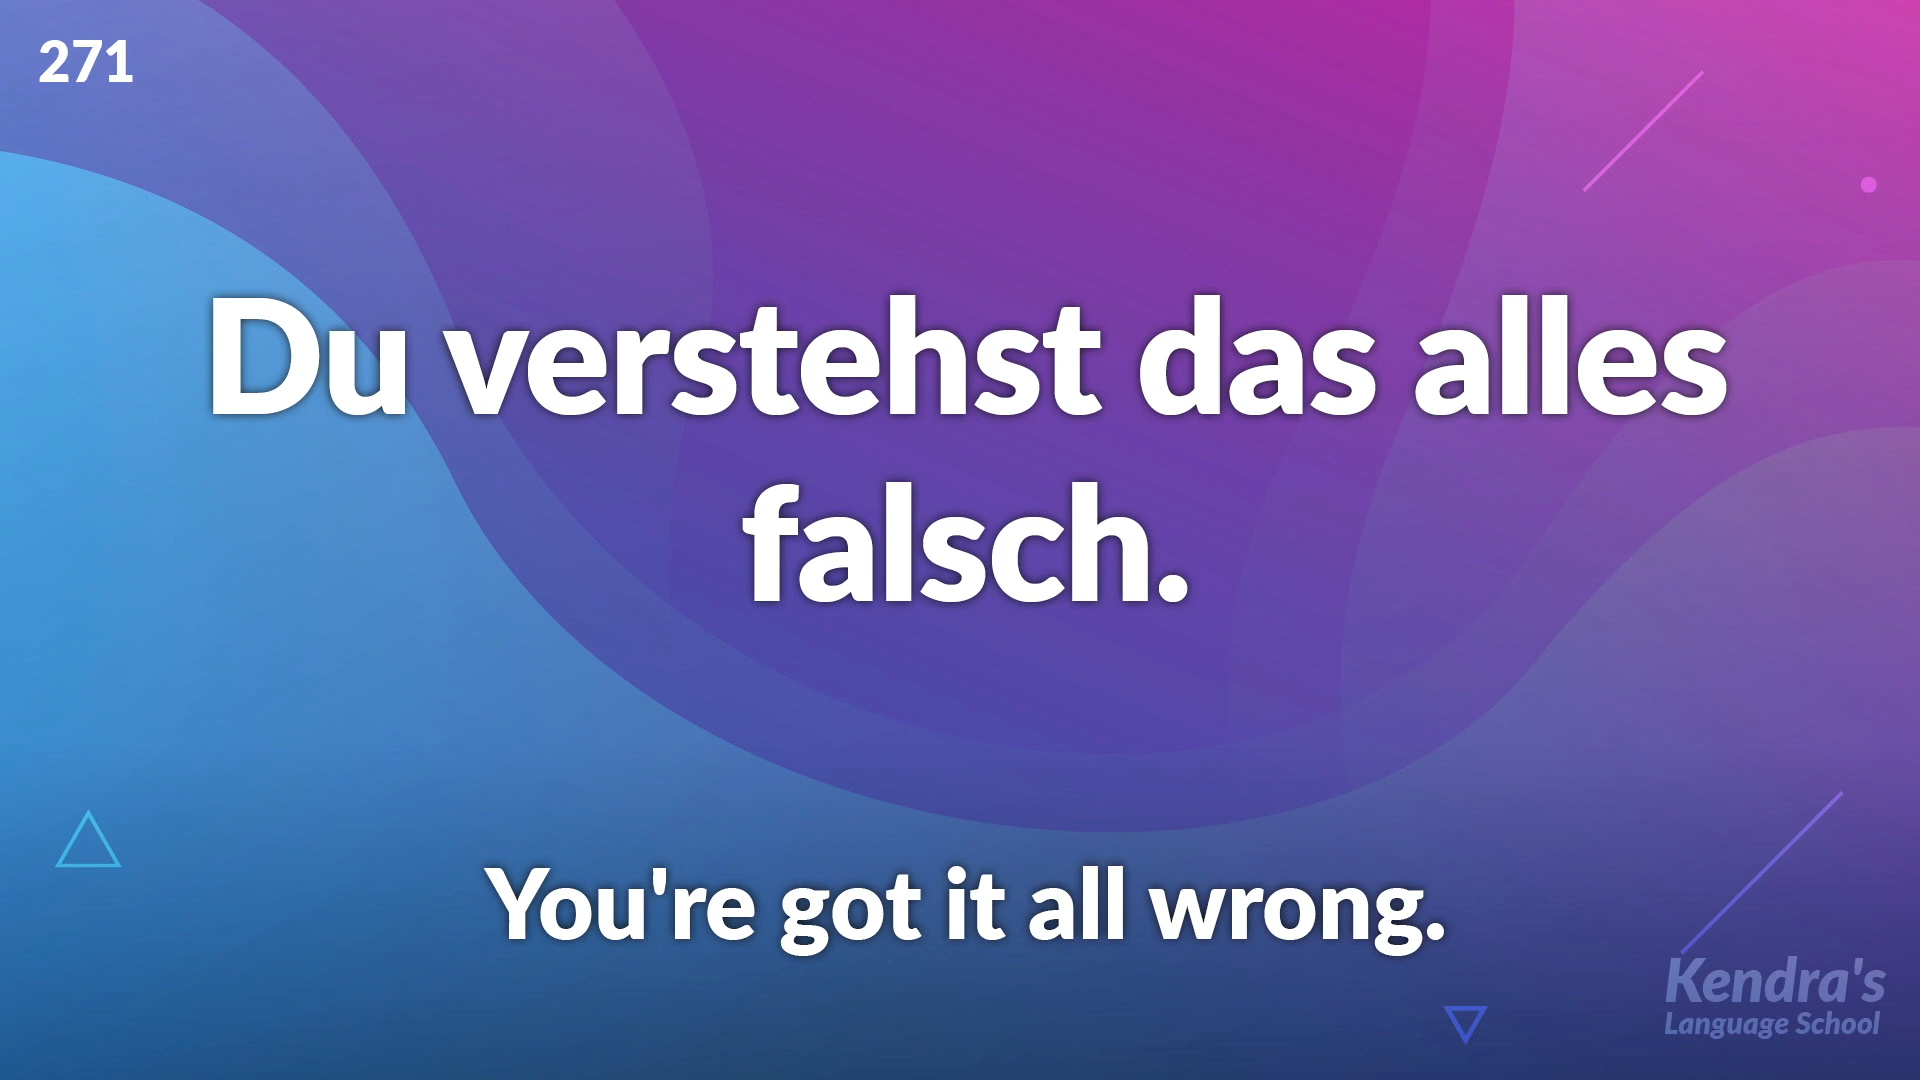 271
Du verstehst das alles
falsch.
You're got it all wrong.
Kendra's
Language School